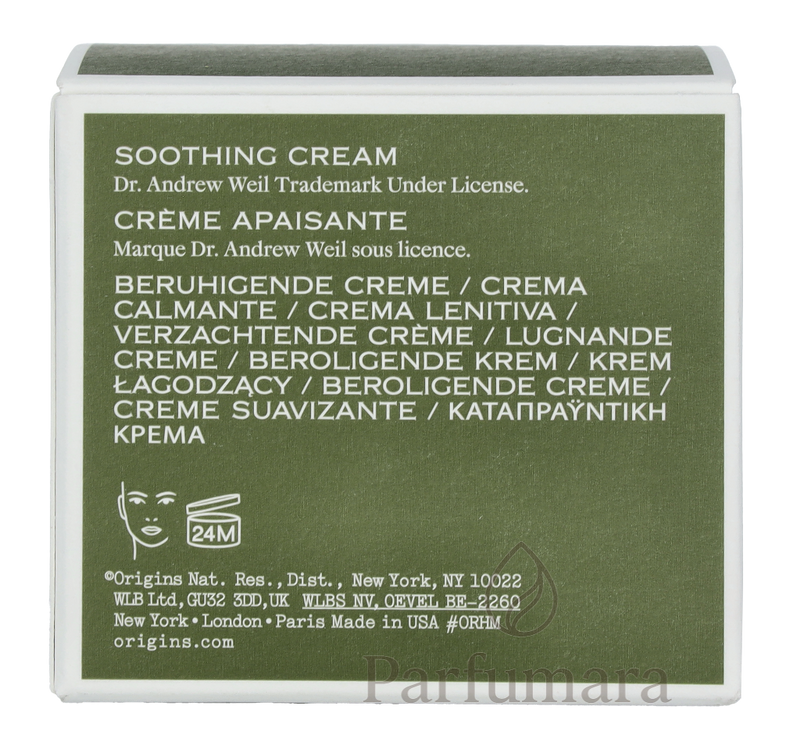 SOOTHING CREAM
Dr. Andrew Weil Trademark Under License.
CRÈME APAISANTE
Marque Dr. Andrew Weil sous licence.
BERUHIGENDE CREME / CREMA
CALMANTE / CREMA LENITIVA /
VERZACHTENDE CRÈME / LUGNANDE
CREME / BEROLIGENDE KREM / KREM
ŁAGODZĄCY / BEROLIGENDE CREME /
CREME SUAVIZANTE / ΚΑΤΑΠΡΑΫΝΤΙΚΗ
ΚΡΕΜΑ
24M
©Origins Nat. Res., Dist., New York, NY 10022
WLB Ltd, GU32 3DD, UK WLBS NV, OEVEL BE-2260
New York • London • Paris Made in USA #ORHM
origins.com
Parfumara